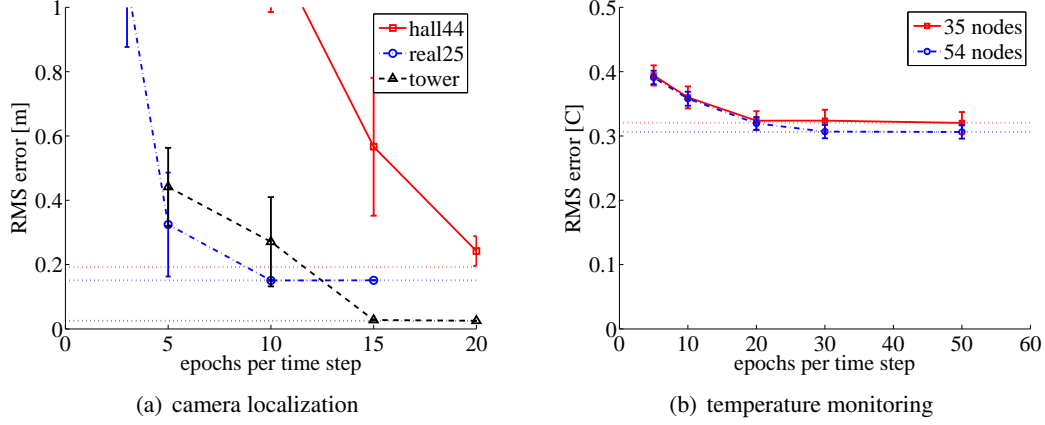 1
0.8
0.6
0.4
0.2
0
RMS error [m]
0 5 10 15 20
epochs per time step
hall44
real25
tower
(a) camera localization
0.5
0.4
0.3
0.2
0.1
0
RMS error [C]
0 10 20 30 40 50 60
epochs per time step
35 nodes
54 nodes
(b) temperature monitoring